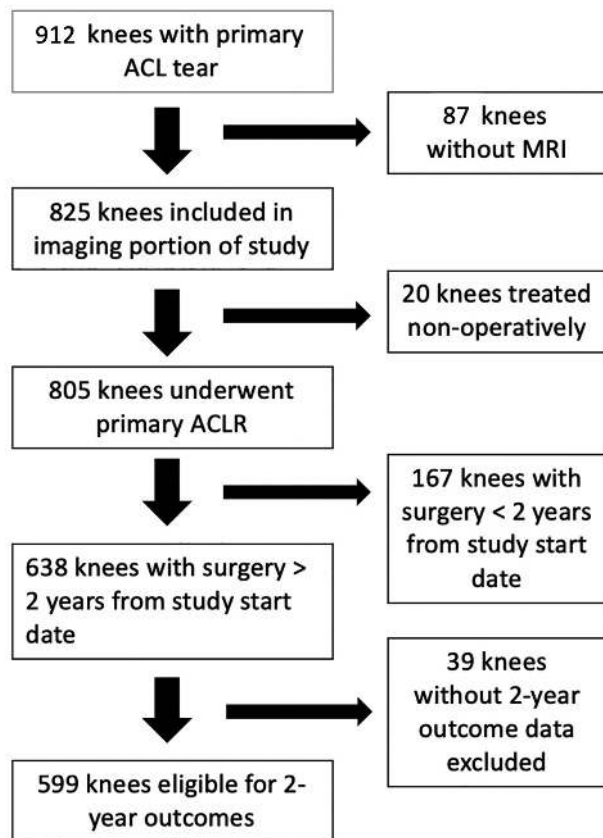 912 knees with primary
ACL tear
87 knees
without MRI
825 knees included in
imaging portion of study
20 knees treated
non-operatively
805 knees underwent
primary ACLR
167 knees with
surgery < 2 years
from study start
date
638 knees with surgery >
2 years from study start
date
39 knees
without 2-year
outcome data
excluded
599 knees eligible for 2-
year outcomes